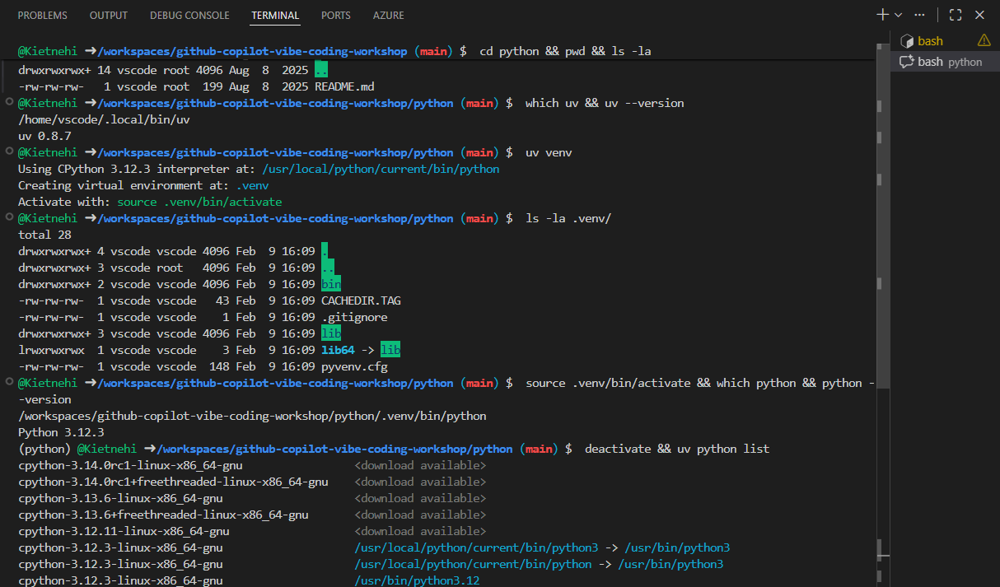 PROBLEMS OUTPUT DEBUG CONSOLE TERMINAL PORTS AZURE
@Kietnehi ➜/workspaces/github-copilot-vibe-coding-workshop (main) $ cd python && pwd && ls -la
drwxrwxrwx+ 14 vscode root 4096 Aug  8  2025 ..
-rw-rw-rw-   1 vscode root  199 Aug  8  2025 README.md
@Kietnehi ➜/workspaces/github-copilot-vibe-coding-workshop/python (main) $ which uv && uv --version
/home/vscode/.local/bin/uv
uv 0.8.7
@Kietnehi ➜/workspaces/github-copilot-vibe-coding-workshop/python (main) $ uv venv
Using CPython 3.12.3 interpreter at: /usr/local/python/current/bin/python
Creating virtual environment at: .venv
Activate with: source .venv/bin/activate
@Kietnehi ➜/workspaces/github-copilot-vibe-coding-workshop/python (main) $ ls -la .venv/
total 28
drwxrwxrwx+ 4 vscode vscode 4096 Feb  9 16:09 .
drwxrwxrwx+ 3 vscode root   4096 Feb  9 16:09 ..
drwxrwxrwx+ 2 vscode vscode 4096 Feb  9 16:09 bin
-rw-rw-rw-  1 vscode vscode   43 Feb  9 16:09 CACHEDIR.TAG
-rw-rw-rw-  1 vscode vscode    1 Feb  9 16:09 .gitignore
drwxrwxrwx+ 3 vscode vscode 4096 Feb  9 16:09 lib
lrwxrwxrwx  1 vscode vscode    3 Feb  9 16:09 lib64 -> lib
-rw-rw-rw-  1 vscode vscode  148 Feb  9 16:09 pyvenv.cfg
@Kietnehi ➜/workspaces/github-copilot-vibe-coding-workshop/python (main) $ source .venv/bin/activate && which python && python -
-version
/workspaces/github-copilot-vibe-coding-workshop/python/.venv/bin/python
Python 3.12.3
(python) @Kietnehi ➜/workspaces/github-copilot-vibe-coding-workshop/python (main) $ deactivate && uv python list
cpython-3.14.0rc1-linux-x86_64-gnu                 <download available>
cpython-3.14.0rc1+freethreaded-linux-x86_64-gnu    <download available>
cpython-3.13.6-linux-x86_64-gnu                    <download available>
cpython-3.13.6+freethreaded-linux-x86_64-gnu       <download available>
cpython-3.12.11-linux-x86_64-gnu                   <download available>
cpython-3.12.3-linux-x86_64-gnu                    /usr/local/python/current/bin/python3 -> /usr/bin/python3
cpython-3.12.3-linux-x86_64-gnu                    /usr/local/python/current/bin/python -> /usr/bin/python3
cpython-3.12.3-linux-x86_64-gnu                    /usr/bin/python3.12
bash
bash python